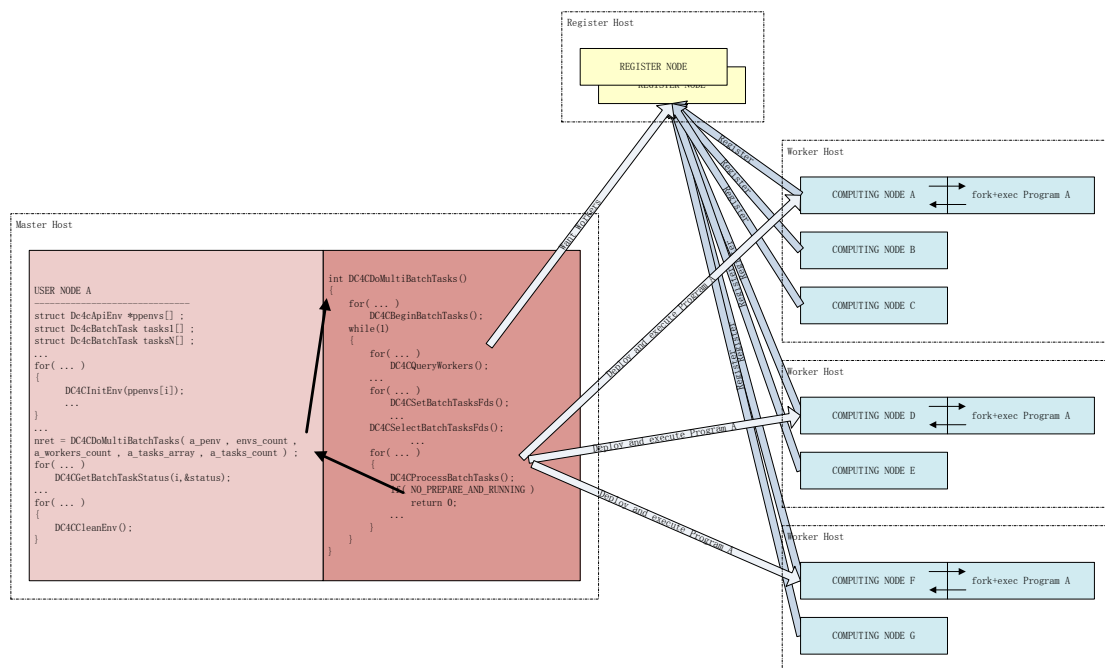 Register Host
REGISTER NODE
REGISTER NODE
Master Host
USER NODE A
------------------------------
struct Dc4cApiEnv *ppenvs[] ;
struct Dc4cBatchTask tasks1[] ;
struct Dc4cBatchTask tasksN[] ;
...
for( ... )
{
DC4CInitEnv(ppenvs[i]);
...
}
...
nret = DC4CDoMultiBatchTasks( a_penv , envs_count ,
a_workers_count , a_tasks_array , a_tasks_count ) ;
for( ... )
DC4CGetBatchTaskStatus(i,&status);
...
for( ... )
{
DC4CCleanEnv();
}
int DC4CDoMultiBatchTasks()
{
for( ... )
DC4CBeginBatchTasks();
while(1)
{
for( ... )
DC4CQueryWorkers();
...
for( ... )
DC4CSetBatchTasksFds();
...
DC4CSelectBatchTasksFds();
...
for( ... )
{
DC4CProcessBatchTasks();
if( NO_PREPARE_AND_RUNNING )
return 0;
...
}
}
}
Want Workers
Deploy and execute Program A
Deploy and execute Program A
Deploy and execute Program A
Register
Register
Register
Register
Register
Register
Register
Worker Host
COMPUTING NODE A
fork+exec Program A
COMPUTING NODE B
COMPUTING NODE C
Worker Host
COMPUTING NODE D
fork+exec Program A
COMPUTING NODE E
Worker Host
COMPUTING NODE F
fork+exec Program A
COMPUTING NODE G